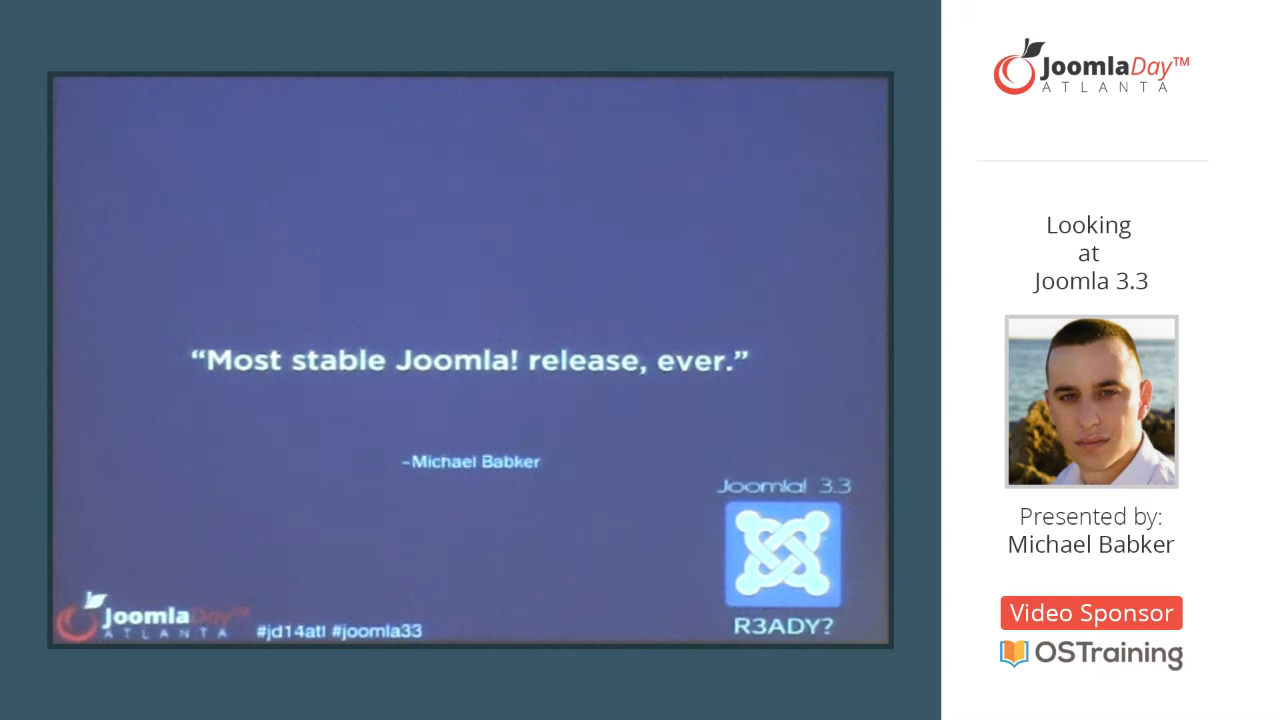 “Most stable Joomla! release, ever.”
–Michael Babker
Joomla! 3.3
R3ADY?
JoomlaDay™
ATLANTA
#jd14atl #joomla33
JoomlaDay™
ATLANTA
Looking
at
Joomla 3.3
Presented by:
Michael Babker
Video Sponsor
OSTraining